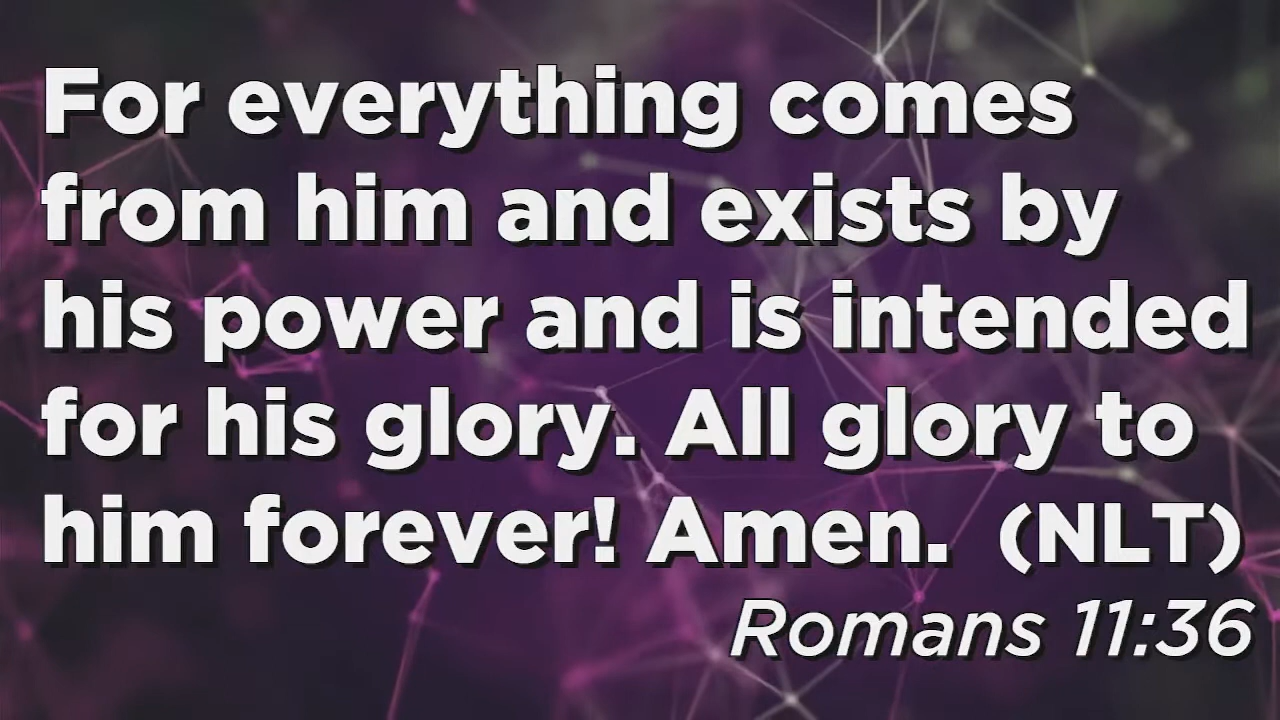 For everything comes
from him and exists by
his power and is intended
for his glory. All glory to
him forever! Amen. (NLT)
Romans 11:36